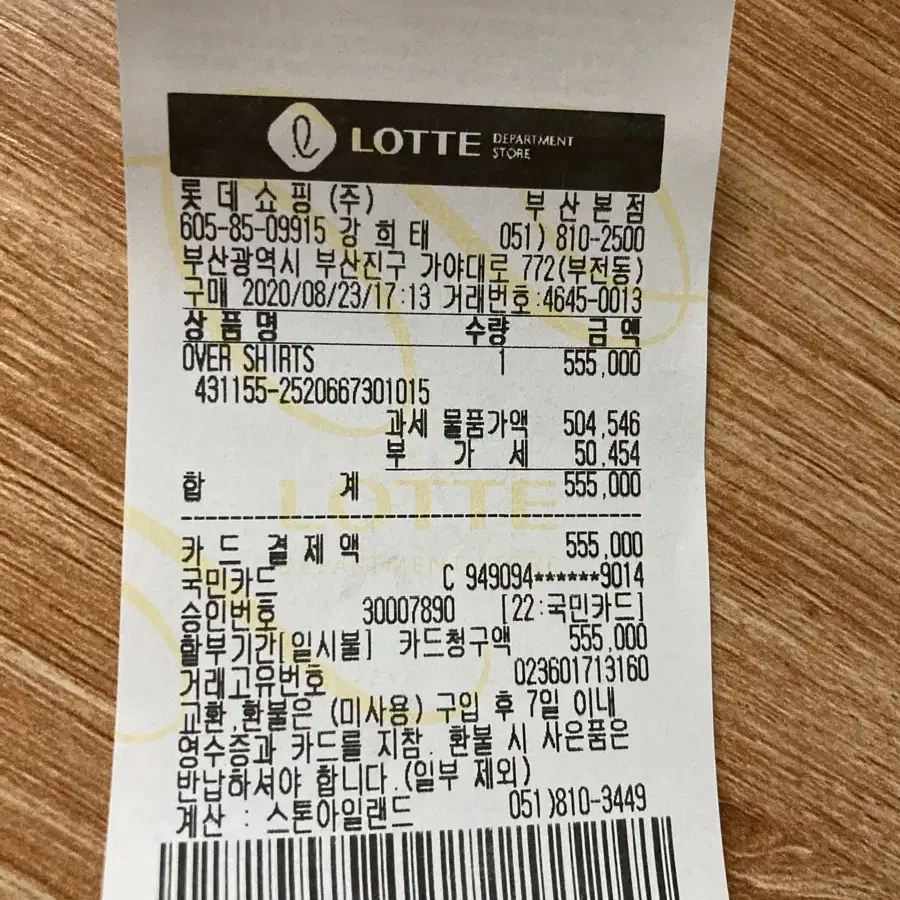 LOTTE DEPARTMENT STORE
롯데쇼핑(주) 부산본점
605-85-09915 강희태 051) 810-2500
부산광역시 부산진구 가야대로 772(부전동)
구매 2020/08/23/17:13 거래번호:4645-0013
상품명 수량 금액
OVER SHIRTS 1 555,000
431155-2520667301015
과세 물품가액 504,546
부 가 세 50,454
합 계 555,000
LOTTE
DEPARTMENT STORE
카드 결제액 555,000
국민카드 C 949094******9014
승인번호 30007890 [22:국민카드]
할부기간[일시불] 카드청구액 555,000
거래고유번호 023601713160
교환,환불은 (미사용) 구입 후 7일 이내
영수증과 카드를 지참. 환불 시 사은품은
반납하셔야 합니다.(일부 제외)
계산 : 스톤아일랜드 051)810-3449